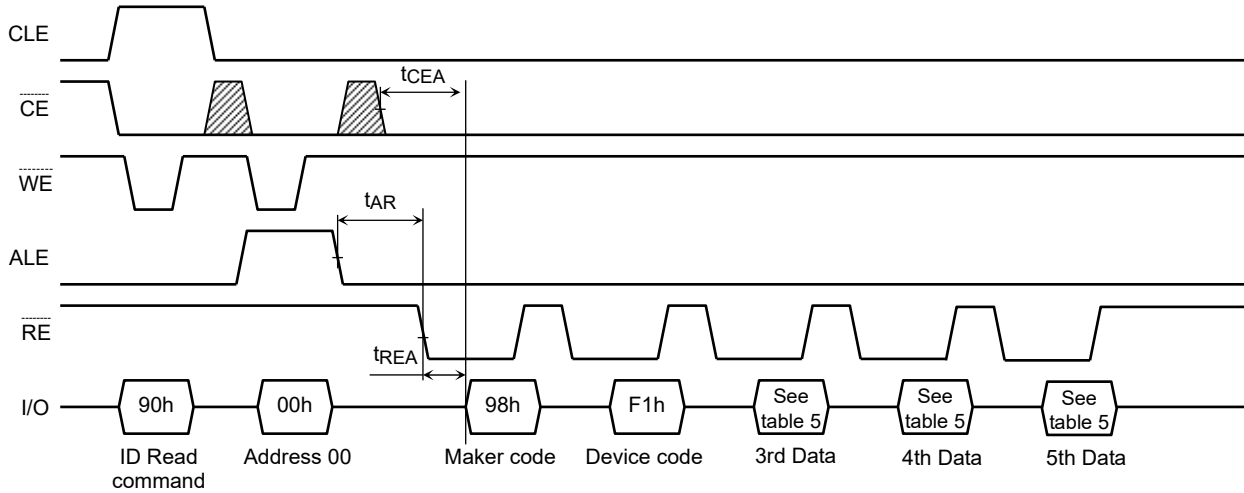 CLE
tCEA
CE
WE
tAR
ALE
RE
tREA
I/O
90h
00h
98h
F1h
See
table 5
See
table 5
See
table 5
ID Read
command
Address 00
Maker code
Device code
3rd Data
4th Data
5th Data